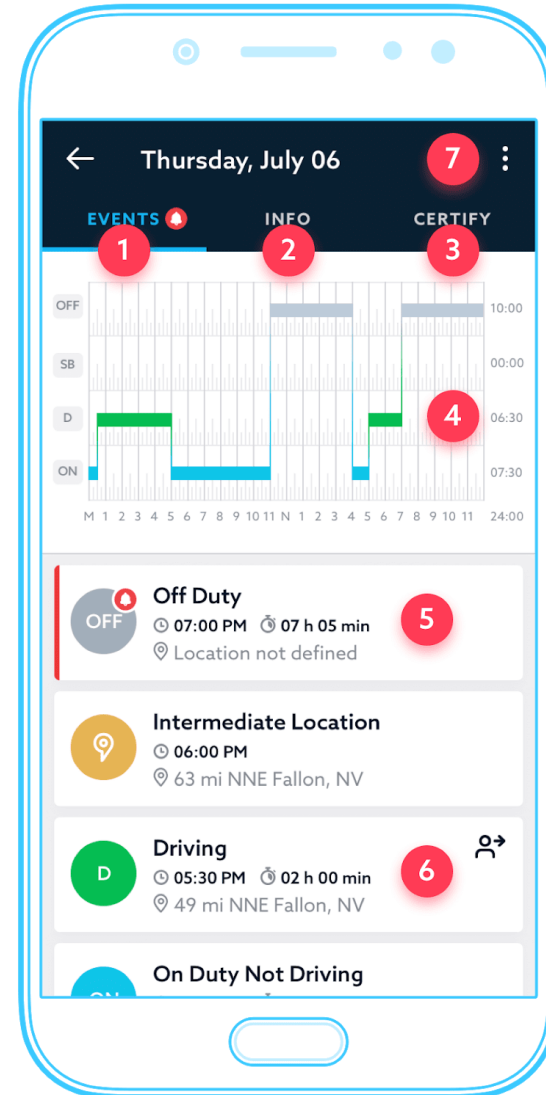 Thursday, July 06
7
EVENTS INFO CERTIFY
1 2 3
OFF 10:00
SB 00:00
D 4 06:30
ON 07:30
M 1 2 3 4 5 6 7 8 9 10 11 N 1 2 3 4 5 6 7 8 9 10 11 24:00
OFF
Off Duty
07:00 PM 07 h 05 min
5
Location not defined
Intermediate Location
06:00 PM
63 mi NNE Fallon, NV
D
Driving
05:30 PM 02 h 00 min
6
49 mi NNE Fallon, NV
On Duty Not Driving